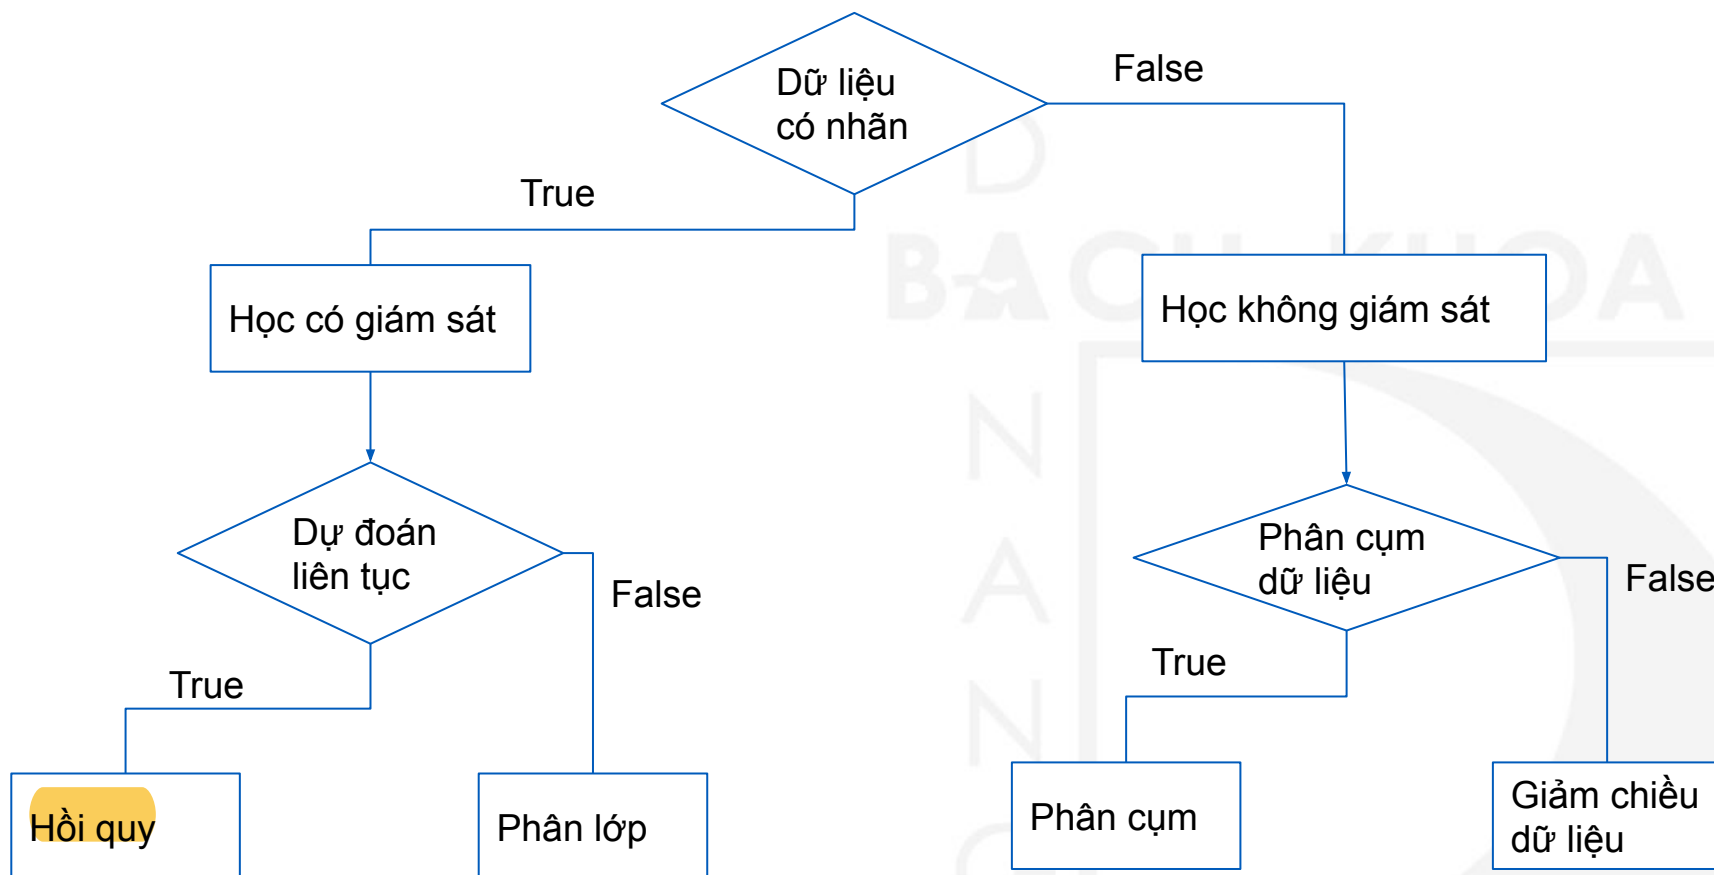 Dữ liệu
có nhãn
False
True
Học có giám sát
Học không giám sát
Dự đoán
liên tục
False
True
Phân cụm
dữ liệu
False
True
Hồi quy
Phân lớp
Phân cụm
Giảm chiều
dữ liệu